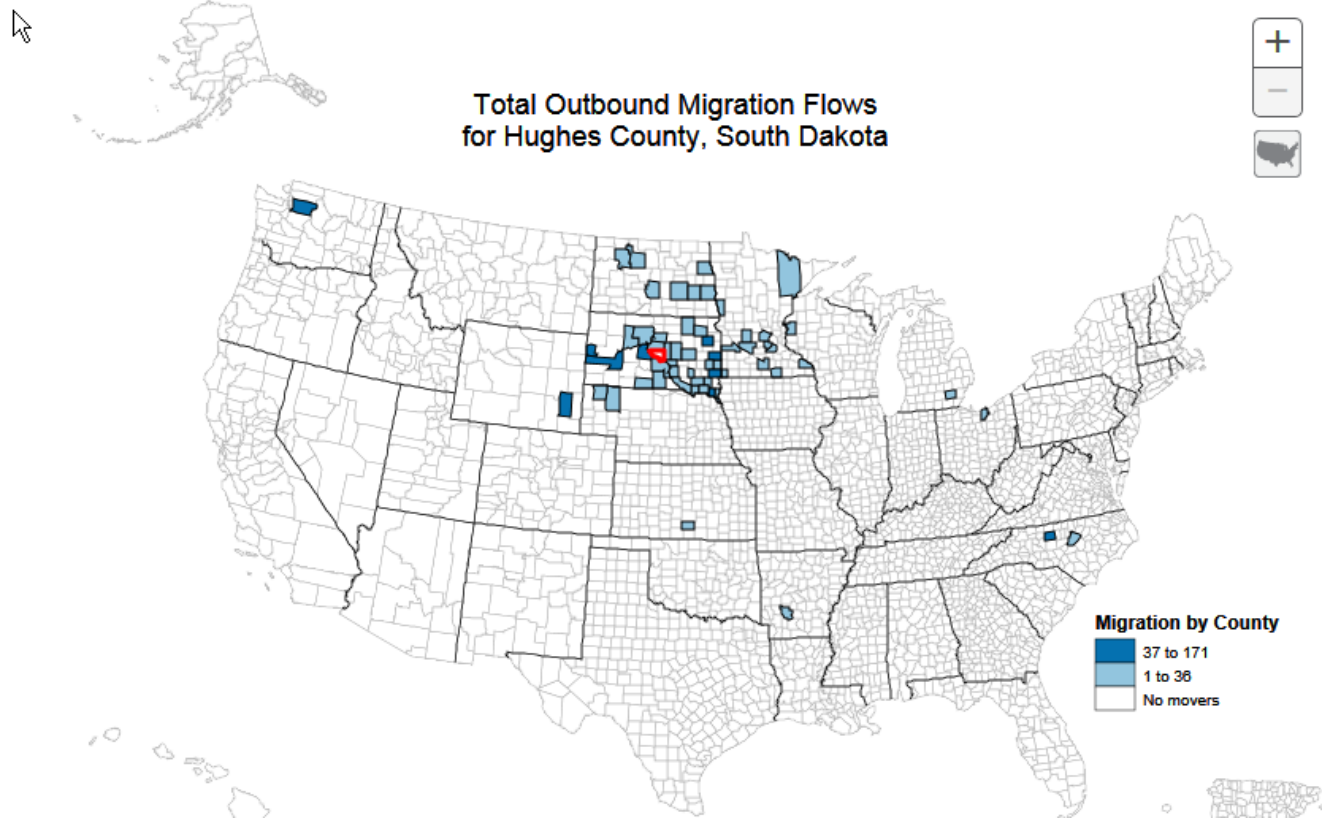 Total Outbound Migration Flows
for Hughes County, South Dakota
Migration by County
37 to 171
1 to 36
No movers